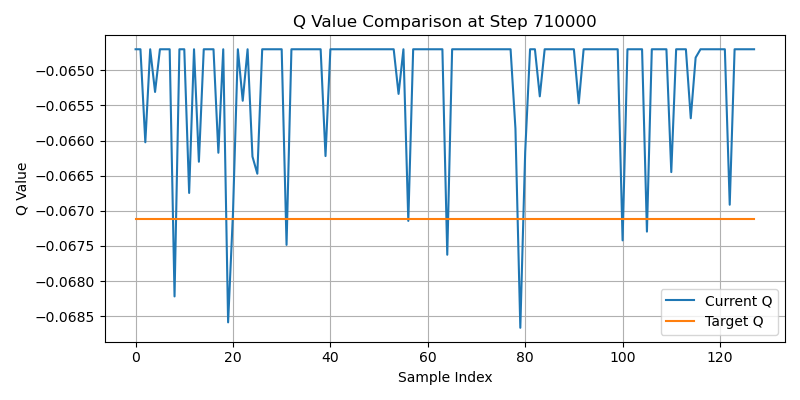 Q Value Comparison at Step 710000
−0.0650
−0.0655
−0.0660
−0.0665
−0.0670
−0.0675
−0.0680
−0.0685
Q Value
0 20 40 60 80 100 120
Sample Index
Current Q
Target Q